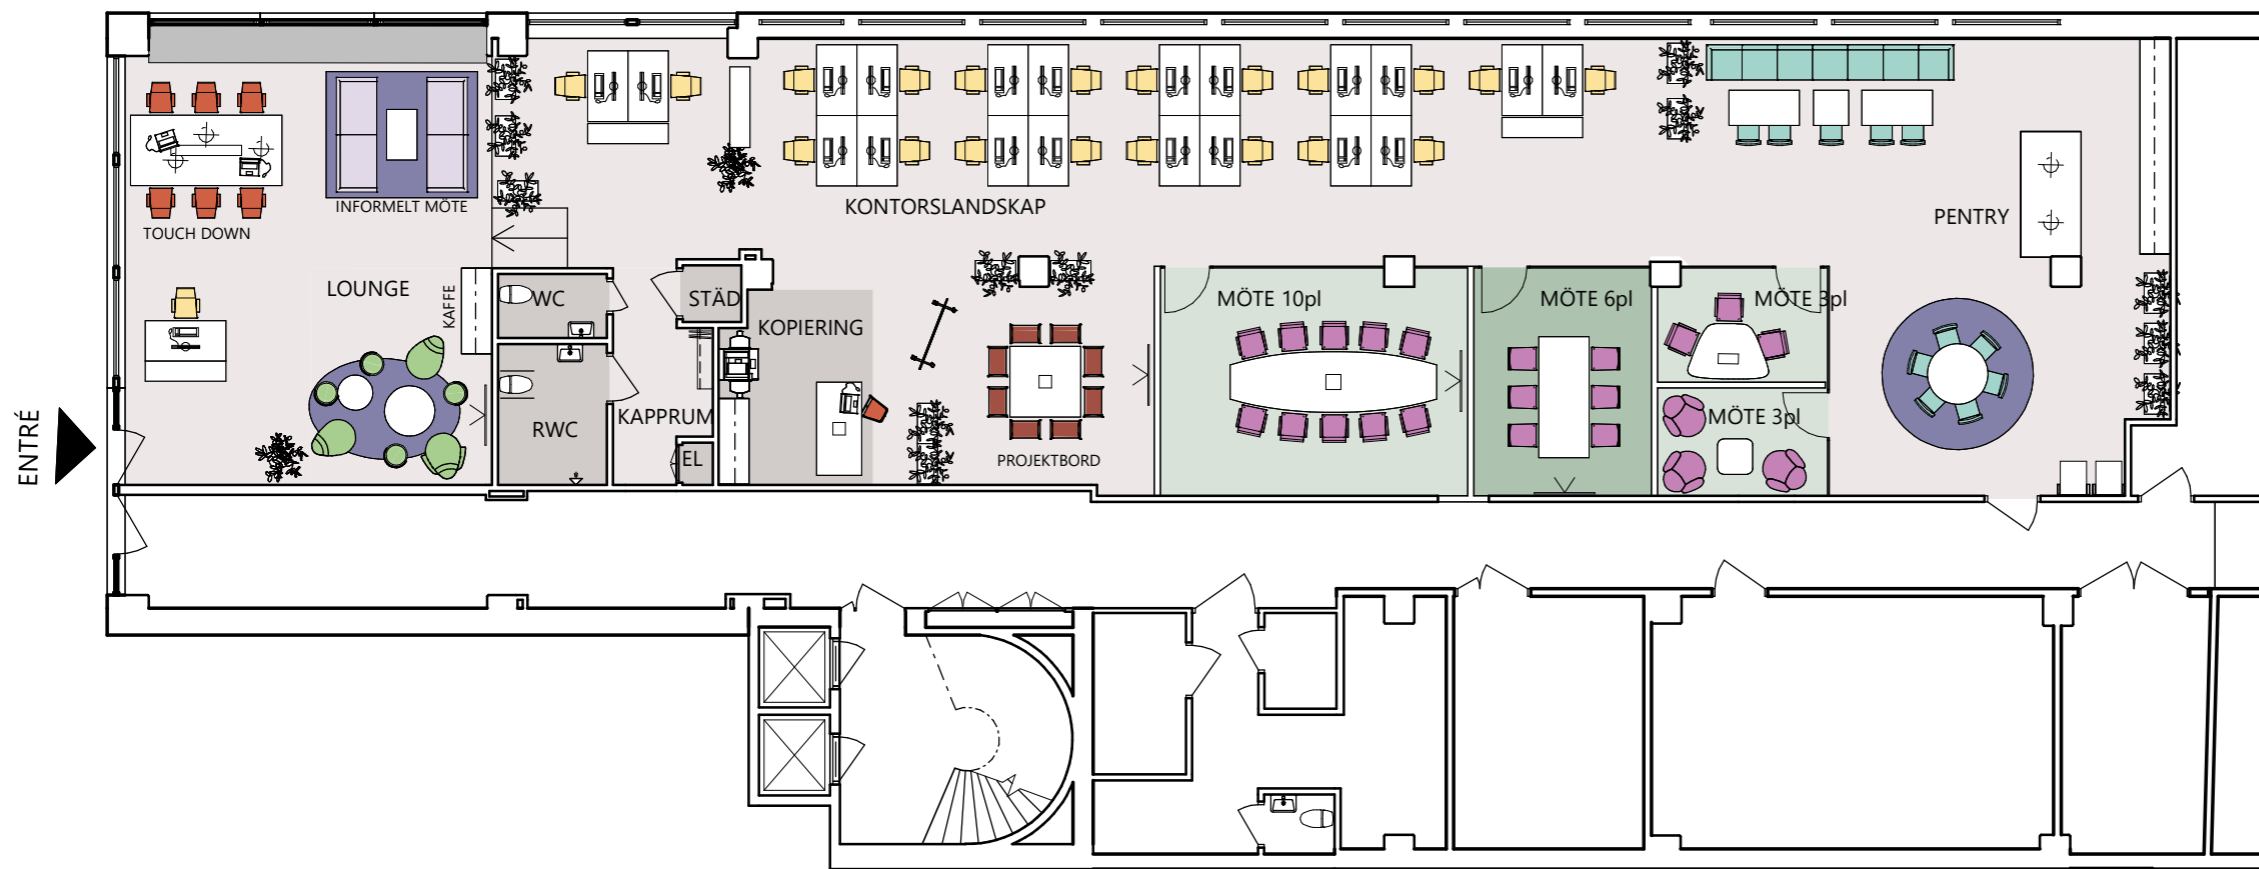 KONTORSLANDSKAP
INFORMELT MÖTE
TOUCH DOWN
PENTRY
LOUNGE
KAFFE
WC
STÄD
KOPIERING
MÖTE 10pl
MÖTE 6pl
MÖTE 3pl
MÖTE 3pl
RWC
KAPPRUM
EL
PROJEKTBORD
ENTRÉ